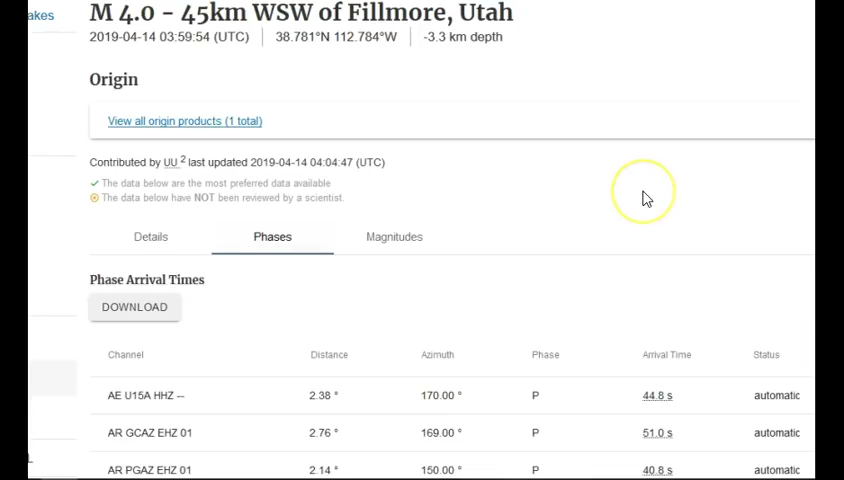 akes
M 4.0 - 45km WSW of Fillmore, Utah
2019-04-14 03:59:54 (UTC) 38.781°N 112.784°W -3.3 km depth
Origin
View all origin products (1 total)
Contributed by UU 2 last updated 2019-04-14 04:04:47 (UTC)
The data below are the most preferred data available
The data below have NOT been reviewed by a scientist.
Details Phases Magnitudes
Phase Arrival Times
DOWNLOAD
Channel Distance Azimuth Phase Arrival Time Status
AE U15A HHZ -- 2.38 ° 170.00 ° P 44.8 s automatic
AR GCAZ EHZ 01 2.76 ° 169.00 ° P 51.0 s automatic
AR PGAZ EHZ 01 2.14 ° 150.00 ° P 40.8 s automatic